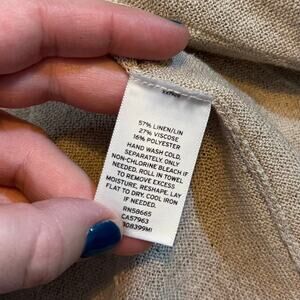 57% LINEN/LIN
27% VISCOSE
16% POLYESTER
HAND WASH COLD,
SEPARATELY. ONLY
NON-CHLORINE BLEACH IF
NEEDED. ROLL IN TOWEL
TO REMOVE EXCESS
MOISTURE, RESHAPE. LAY
FLAT TO DRY. COOL IRON
IF NEEDED.
RN58665
CA57963